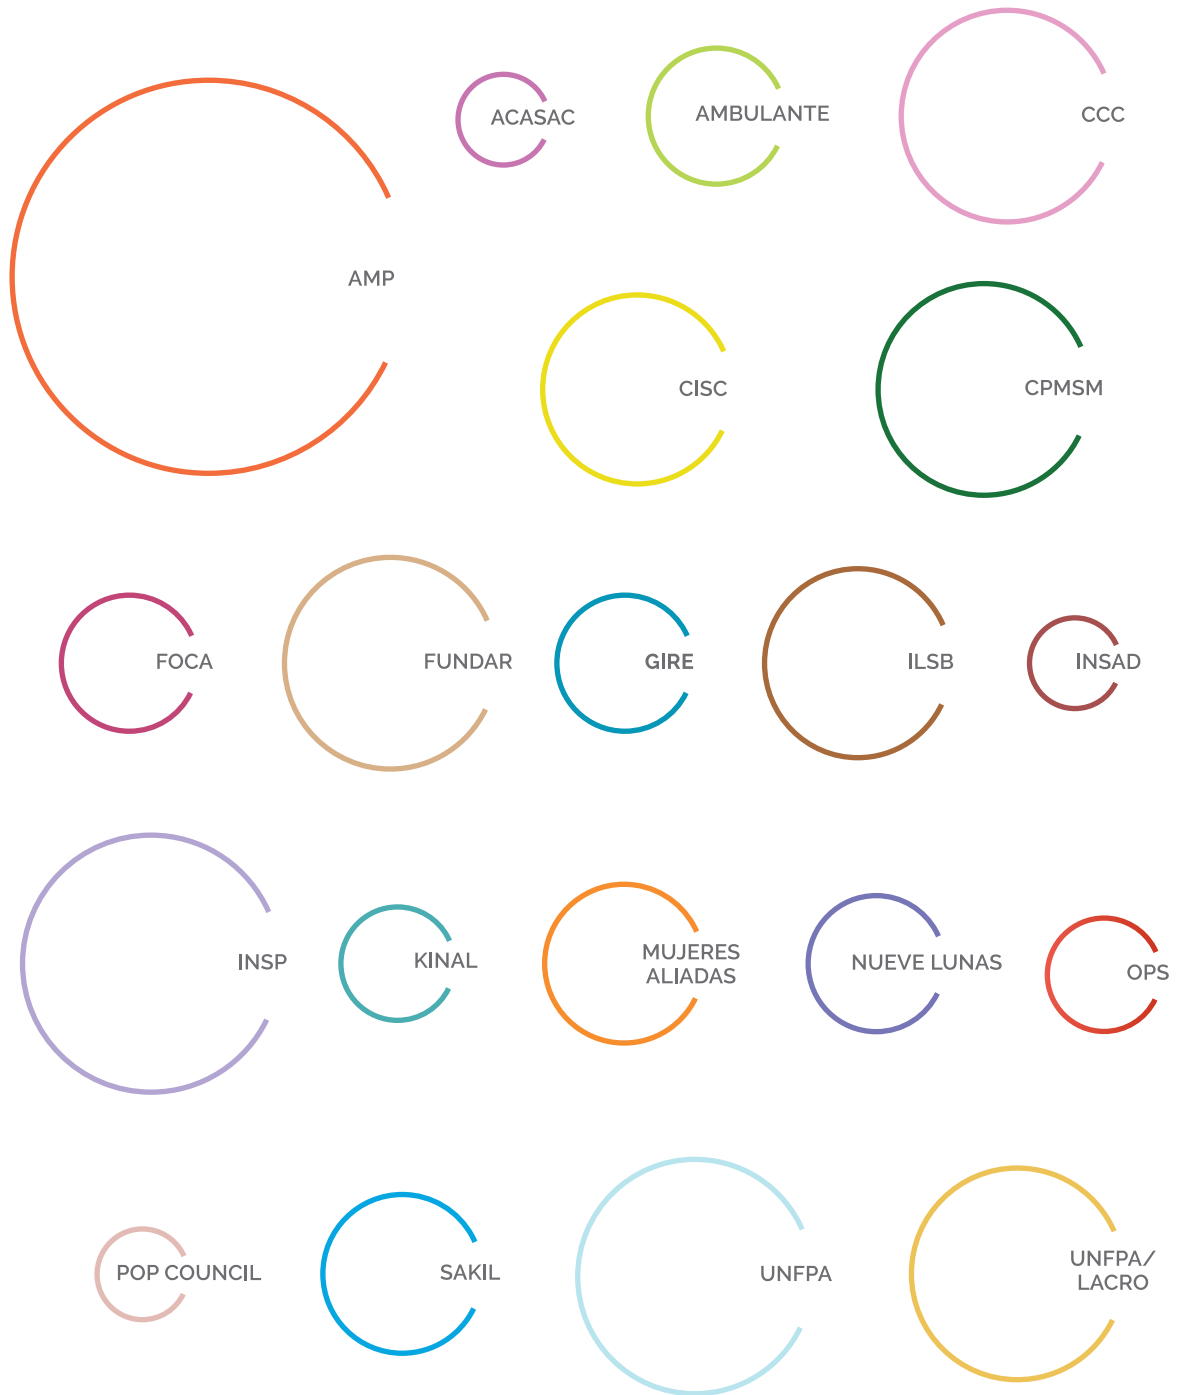 ACASAC
AMBULANTE
CCC
AMP
CISC
CPMSM
FOCA
FUNDAR
GIRE
ILSB
INSAD
INSP
KINAL
MUJERES
ALIADAS
NUEVE LUNAS
OPS
POP COUNCIL
SAKIL
UNFPA
UNFPA/
LACRO